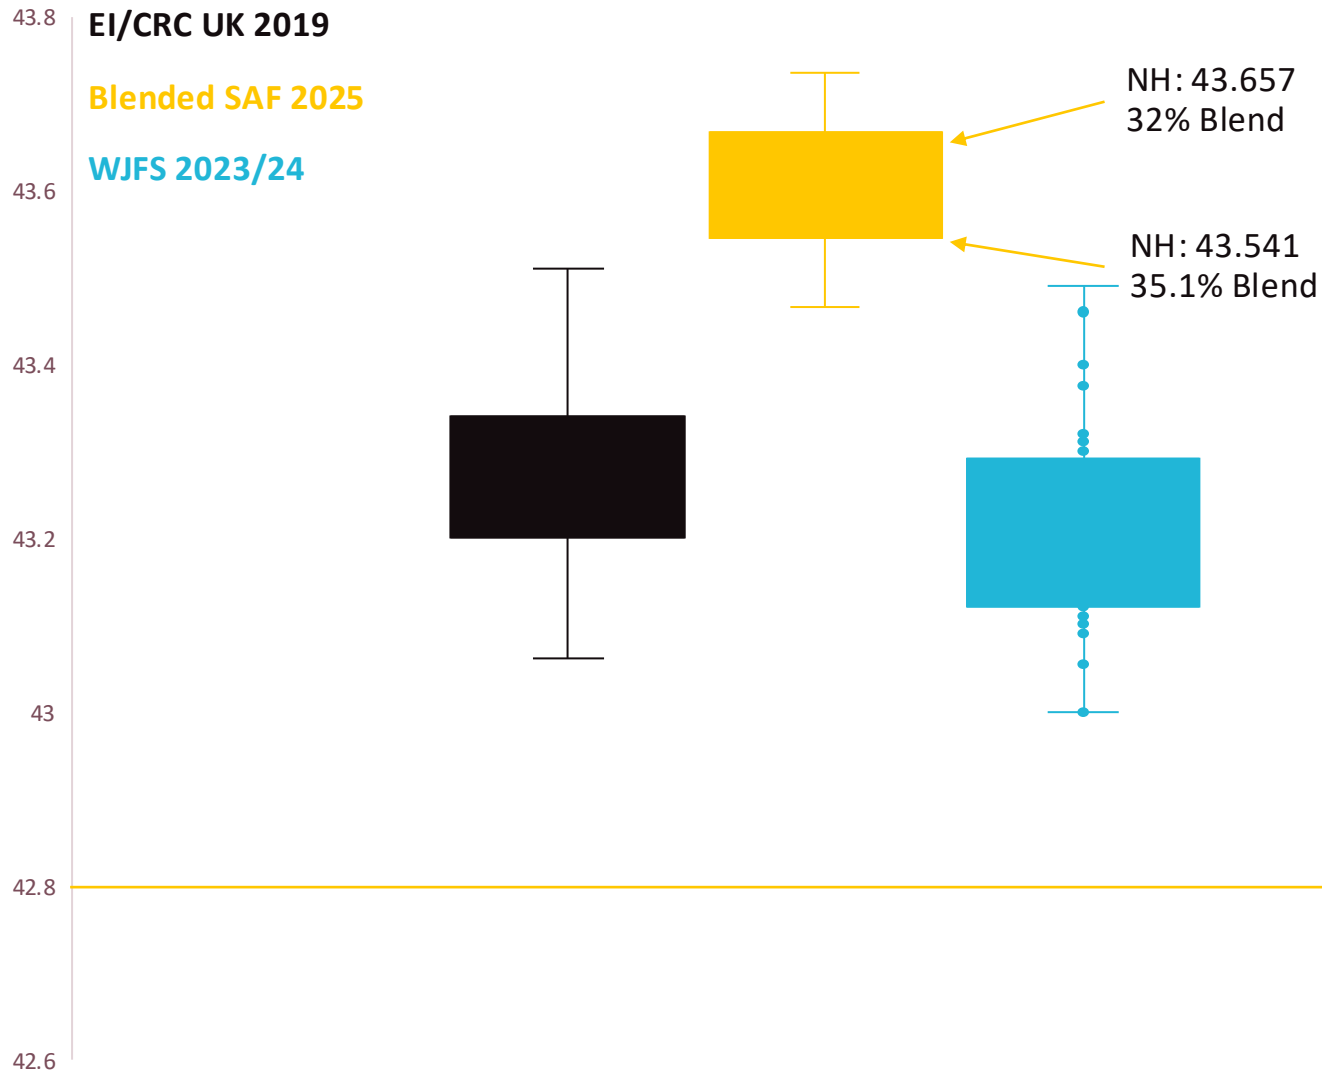 43.8
EI/CRC UK 2019
Blended SAF 2025
WJFS 2023/24
NH: 43.657
32% Blend
43.6
NH: 43.541
35.1% Blend
43.4
43.2
43
42.8
42.6